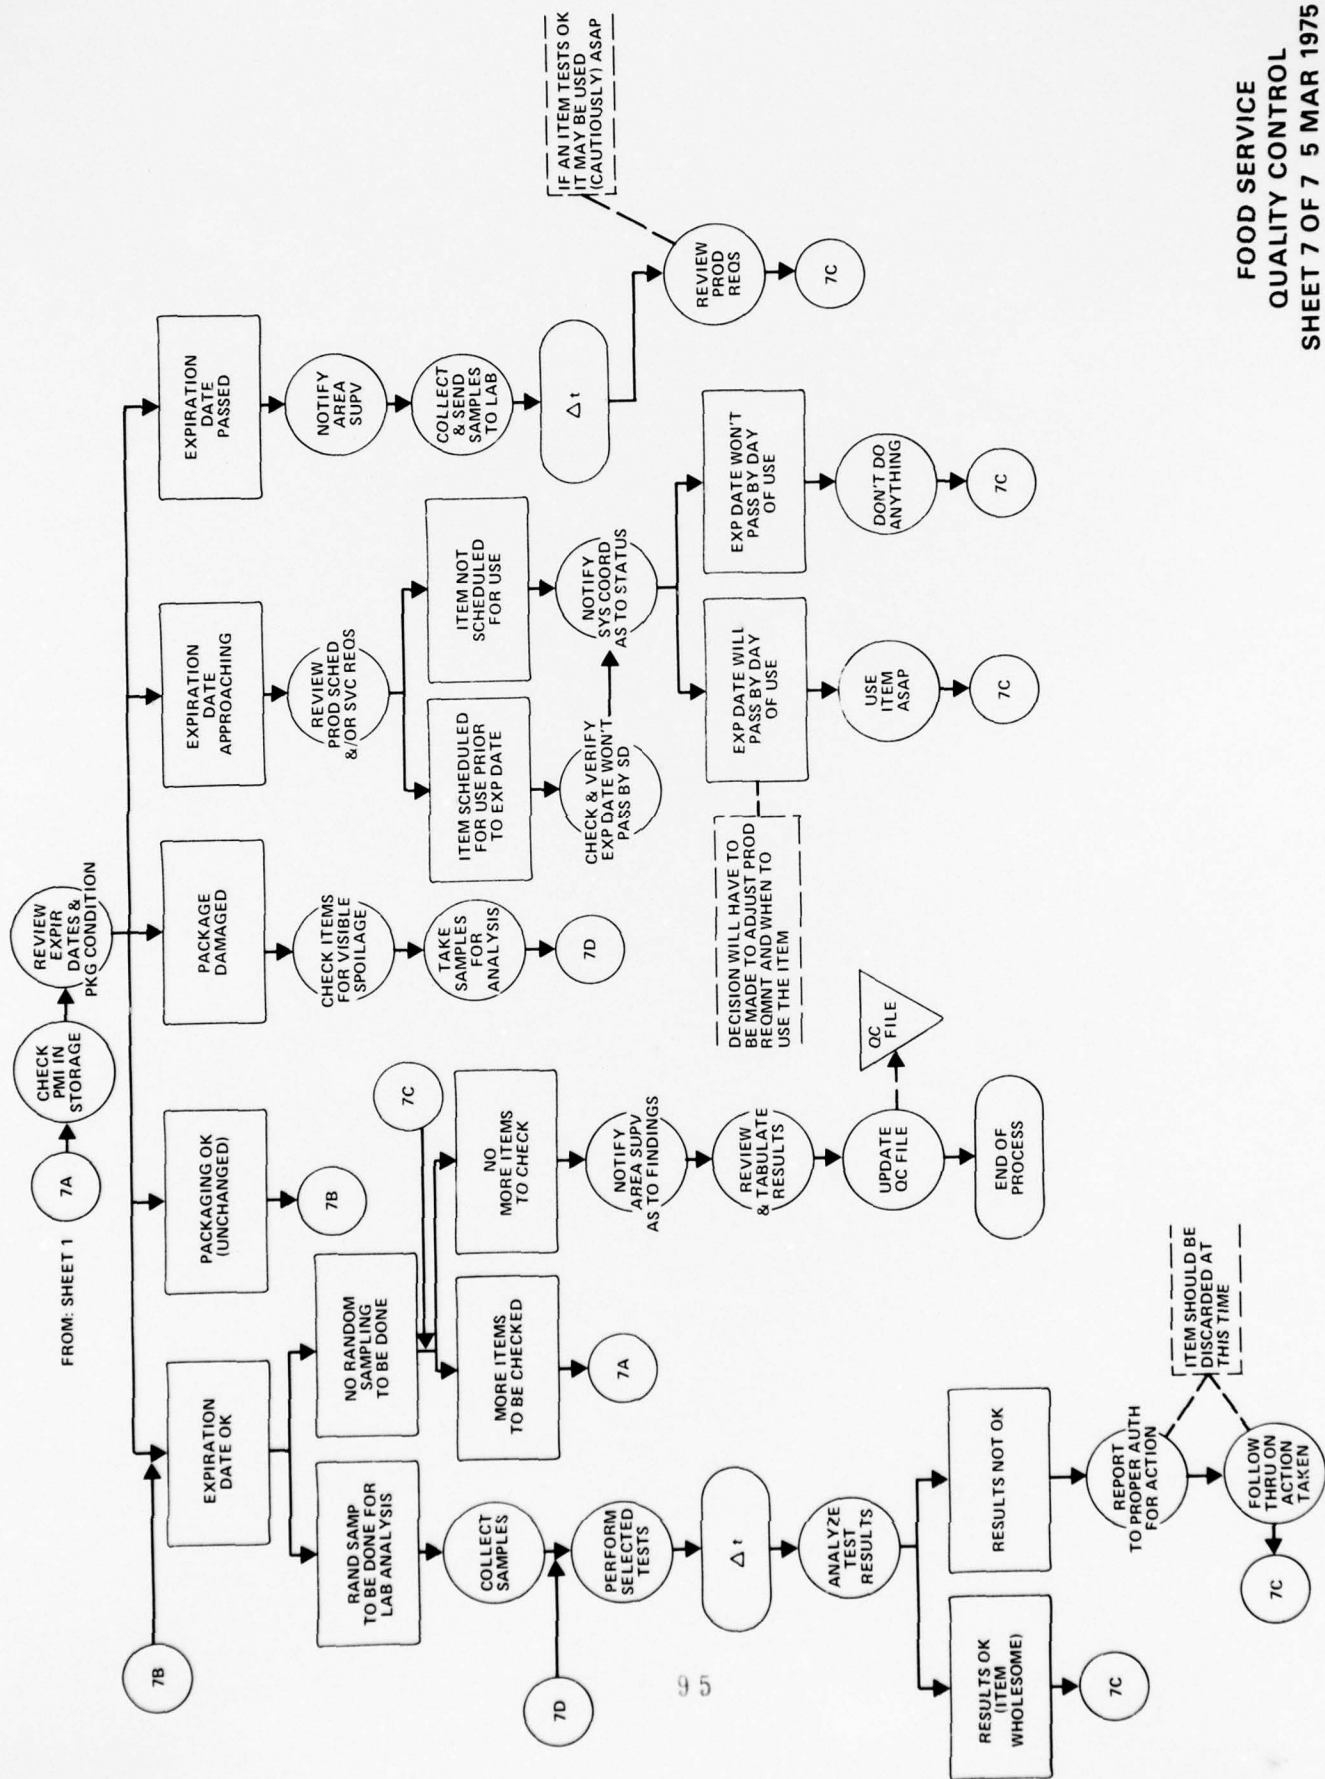 FROM: SHEET 1
7A
CHECK
PMI IN
STORAGE
REVIEW
EXPIR
DATES &
PKG CONDITION
7B
EXPIRATION
DATE OK
PACKAGING OK
(UNCHANGED)
PACKAGE
DAMAGED
EXPIRATION
DATE
APPROACHING
EXPIRATION
DATE
PASSED
RAND SAMP
TO BE DONE FOR
LAB ANALYSIS
NO RANDOM
SAMPLING
TO BE DONE
7B
CHECK ITEMS
FOR VISIBLE
SPOILAGE
REVIEW
PROD SCHED
&/OR SVC REQS
NOTIFY
AREA
SUPV
7C
COLLECT
SAMPLES
MORE ITEMS
TO BE CHECKED
NO
MORE ITEMS
TO CHECK
TAKE
SAMPLES
FOR
ANALYSIS
ITEM SCHEDULED
FOR USE PRIOR
TO EXP DATE
ITEM NOT
SCHEDULED
FOR USE
COLLECT
& SEND
SAMPLES
TO LAB
7D
PERFORM
SELECTED
TESTS
7A
NOTIFY
AREA SUPV
AS TO FINDINGS
7D
CHECK & VERIFY
EXP DATE WON'T
PASS BY SD
NOTIFY
SYS COORD
AS TO STATUS
Δt
IF AN ITEM TESTS OK
IT MAY BE USED
(CAUTIOUSLY) ASAP
Δt
REVIEW
& TABULATE
RESULTS
DECISION WILL HAVE TO
BE MADE TO ADJUST PROD
REQMNT AND WHEN TO
USE THE ITEM
EXP DATE WILL
PASS BY DAY
OF USE
EXP DATE WON'T
PASS BY DAY
OF USE
REVIEW
PROD
REQS
ANALYZE
TEST
RESULTS
UPDATE
QC FILE
QC
FILE
USE
ITEM
ASAP
DON'T DO
ANYTHING
7C
RESULTS OK
(ITEM
WHOLESOME)
RESULTS NOT OK
END OF
PROCESS
7C
7C
7C
REPORT
TO PROPER AUTH
FOR ACTION
ITEM SHOULD BE
DISCARDED AT
THIS TIME
7C
FOLLOW
THRU ON
ACTION
TAKEN
FOOD SERVICE
QUALITY CONTROL
SHEET 7 OF 7 5 MAR 1975
95